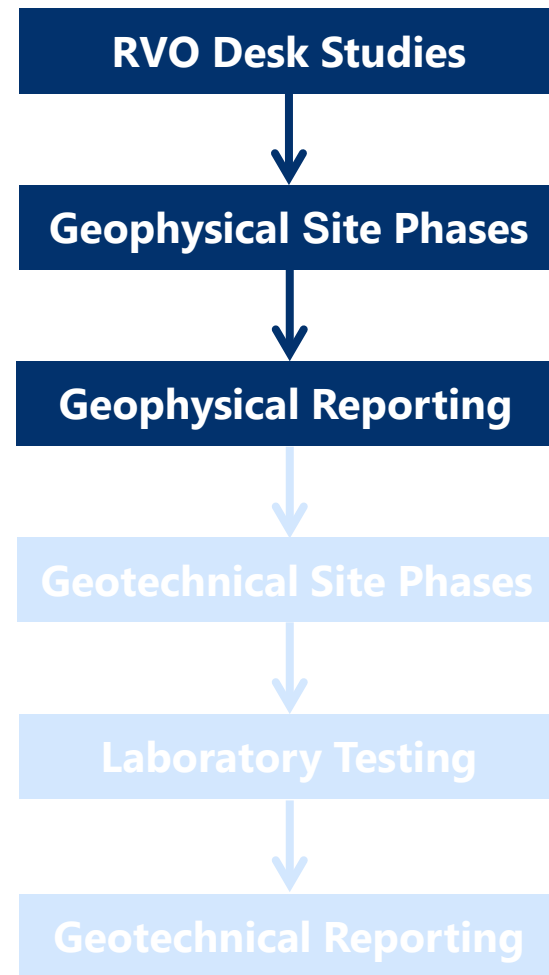 RVO Desk Studies
Geophysical Site Phases
Geophysical Reporting
Geotechnical Site Phases
Laboratory Testing
Geotechnical Reporting